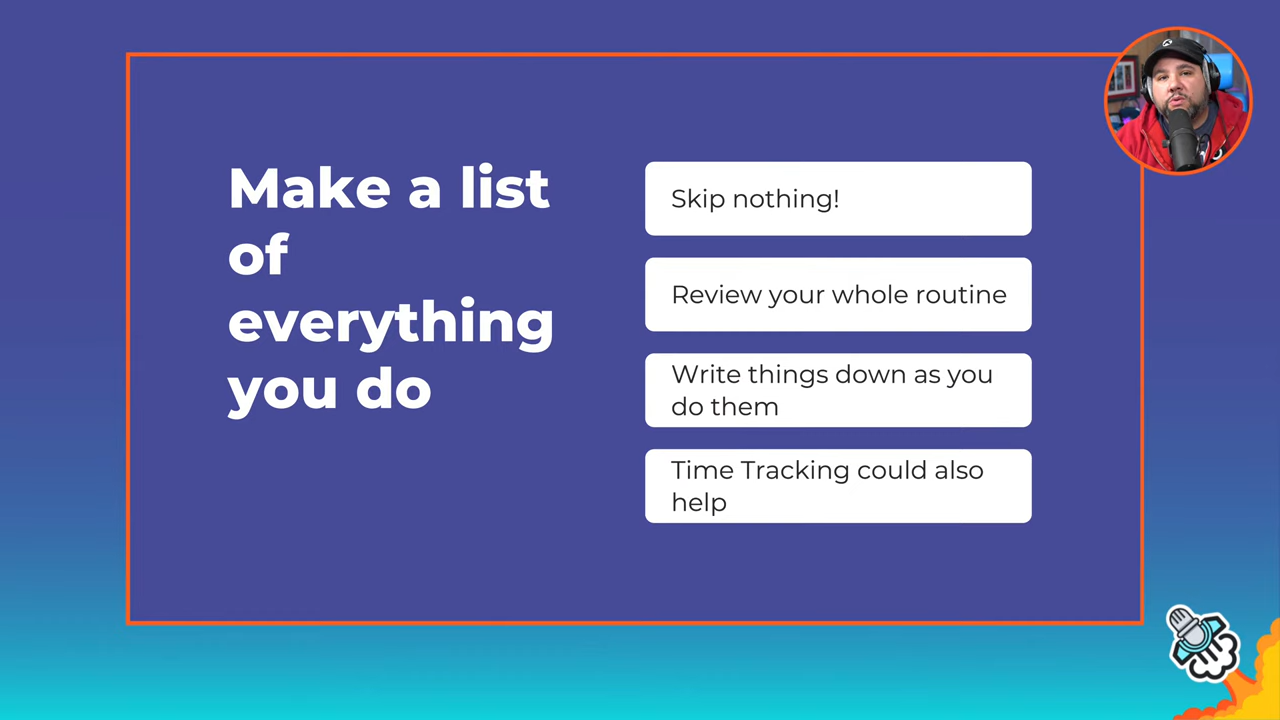 Make a list
of
everything
you do
Skip nothing!
Review your whole routine
Write things down as you
do them
Time Tracking could also
help